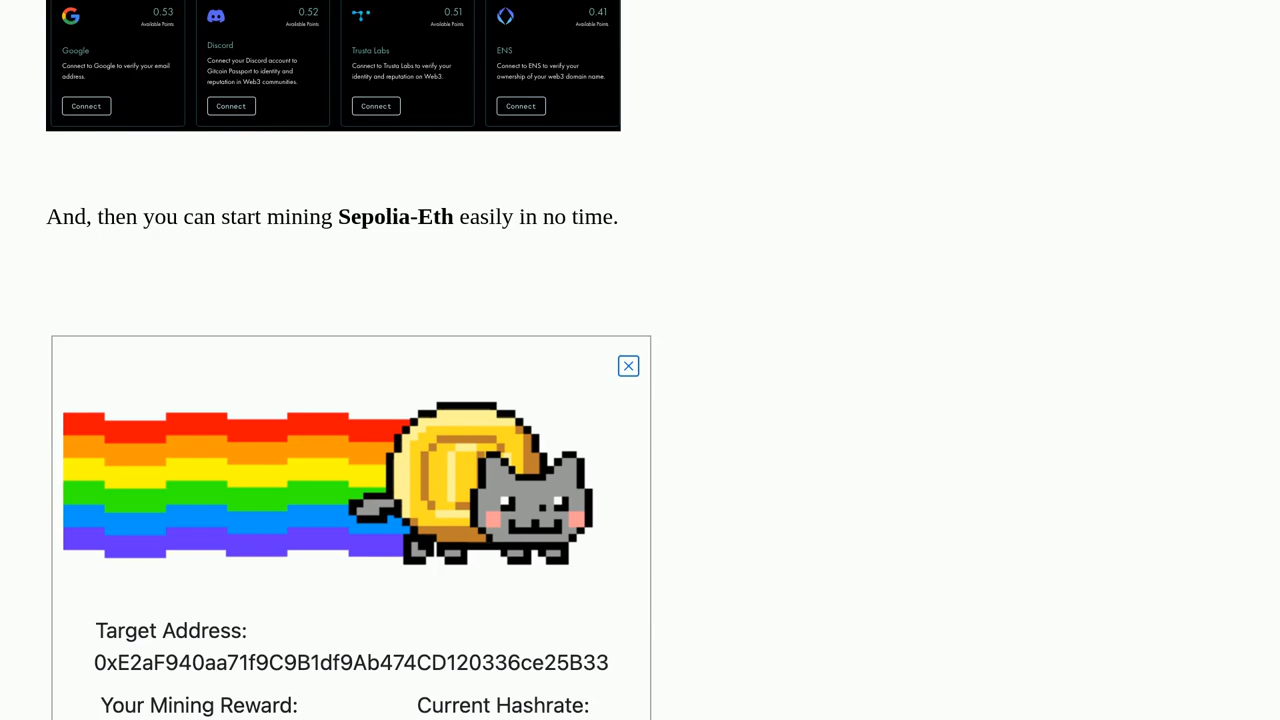 0.53
Available Points
Google
Connect to Google to verify your email
address.
Connect
0.52
Available Points
Discord
Connect your Discord account to
Gitcoin Passport to identity and
reputation in Web3 communities.
Connect
0.51
Available Points
Trusta Labs
Connect to Trusta Labs to verify your
identity and reputation on Web3.
Connect
0.41
Available Points
ENS
Connect to ENS to verify your
ownership of your web3 domain name.
Connect
And, then you can start mining Sepolia-Eth easily in no time.
Target Address:
0xE2aF940aa71f9C9B1df9Ab474CD120336ce25B33
Your Mining Reward:
Current Hashrate: